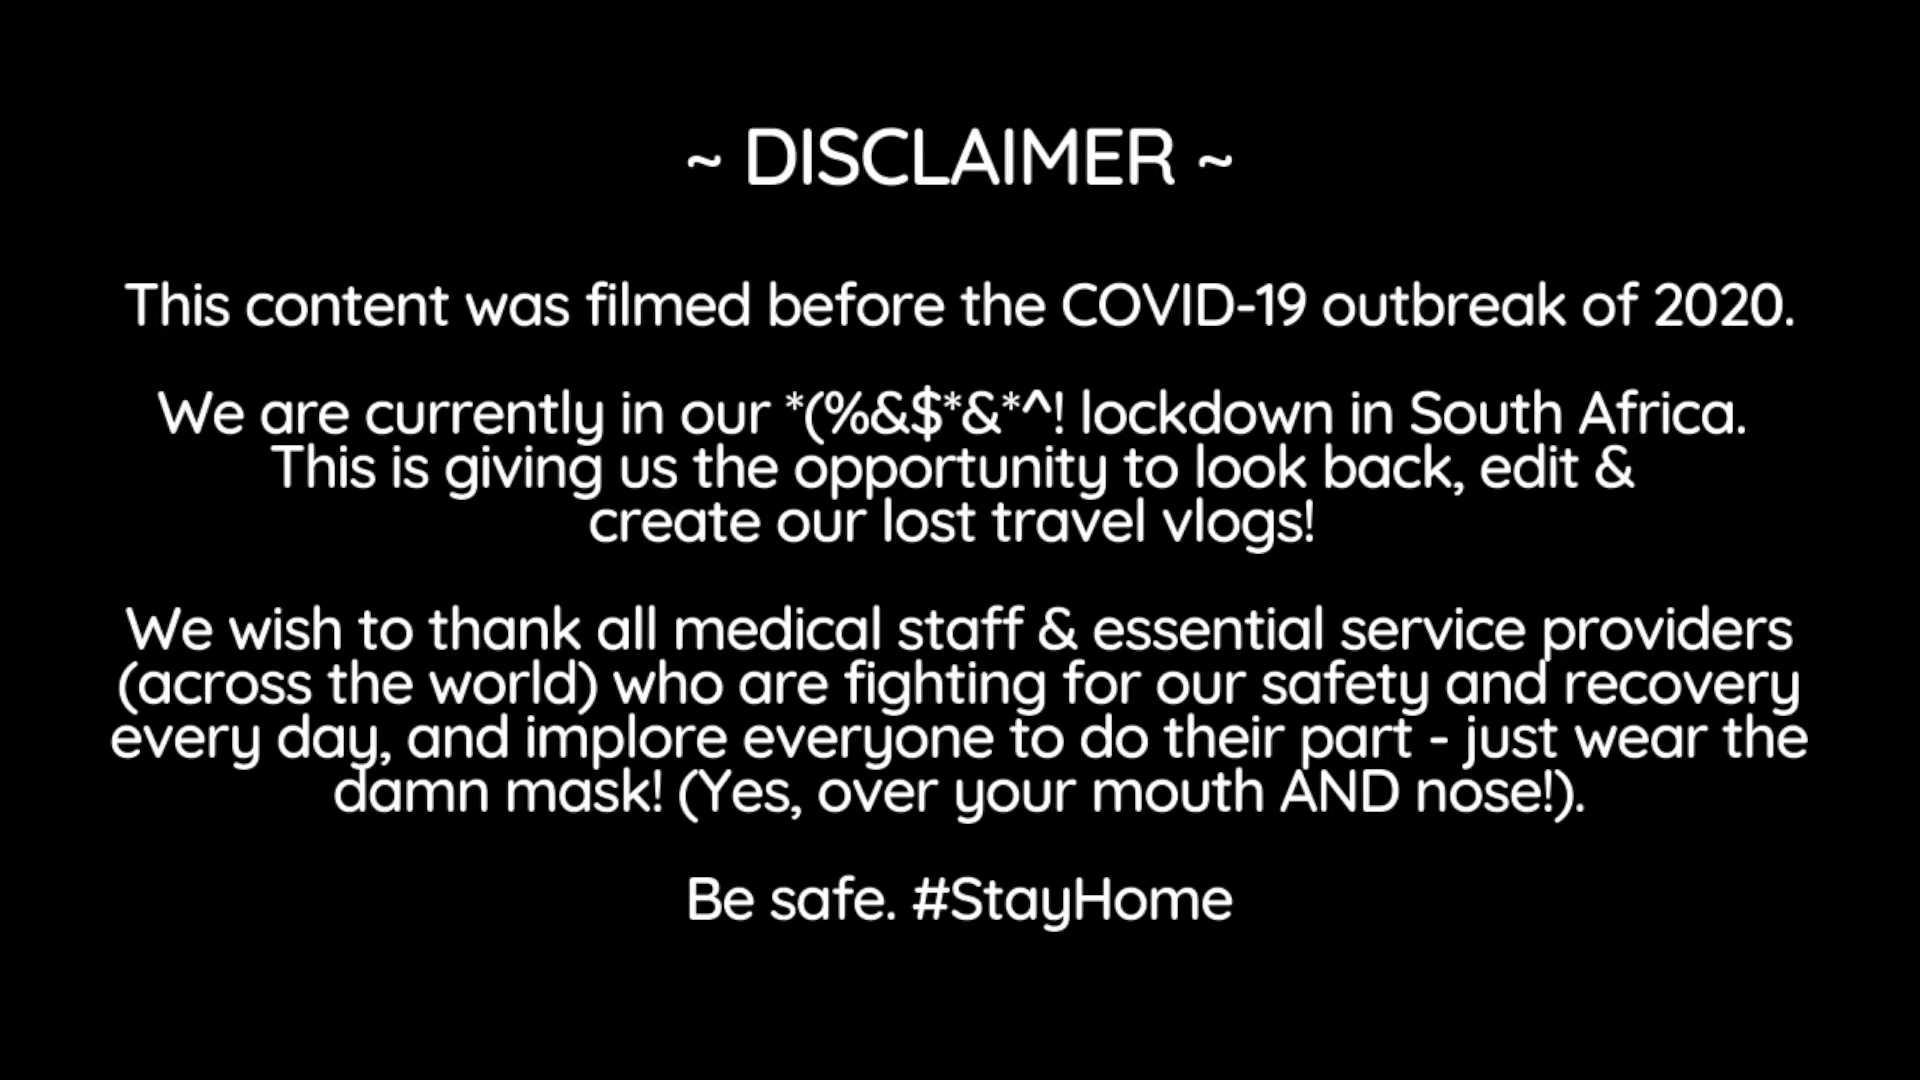 ~ DISCLAIMER ~
This content was filmed before the COVID-19 outbreak of 2020.
We are currently in our *(%&$*&*^! lockdown in South Africa.
This is giving us the opportunity to look back, edit &
create our lost travel vlogs!
We wish to thank all medical staff & essential service providers
(across the world) who are fighting for our safety and recovery
every day, and implore everyone to do their part - just wear the
damn mask! (Yes, over your mouth AND nose!).
Be safe. #StayHome